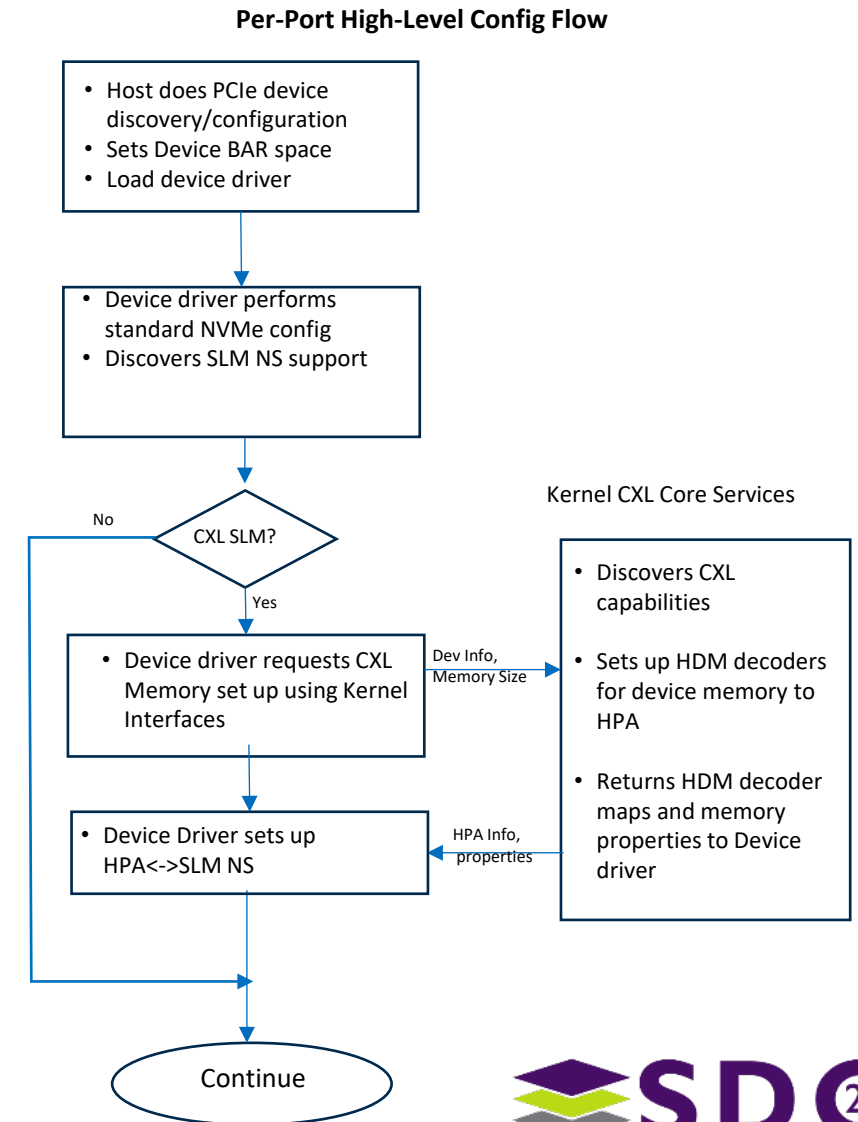 Per-Port High-Level Config Flow
• Host does PCIe device
discovery/configuration
• Sets Device BAR space
• Load device driver
• Device driver performs
standard NVMe config
• Discovers SLM NS support
No
CXL SLM?
Yes
• Device driver requests CXL
Memory set up using Kernel
Interfaces
Dev Info,
Memory Size
Kernel CXL Core Services
• Discovers CXL
capabilities
• Sets up HDM decoders
for device memory to
HPA
• Returns HDM decoder
maps and memory
properties to Device
driver
• Device Driver sets up
HPA<->SLM NS
HPA Info,
properties
Continue
SD